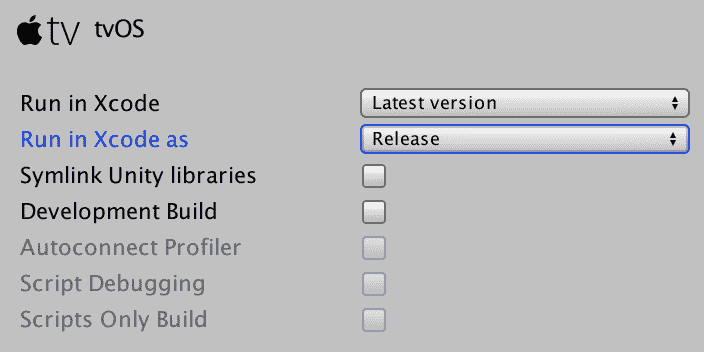 tv tvOS
Run in Xcode Latest version
Run in Xcode as Release
Symlink Unity libraries
Development Build
Autoconnect Profiler
Script Debugging
Scripts Only Build